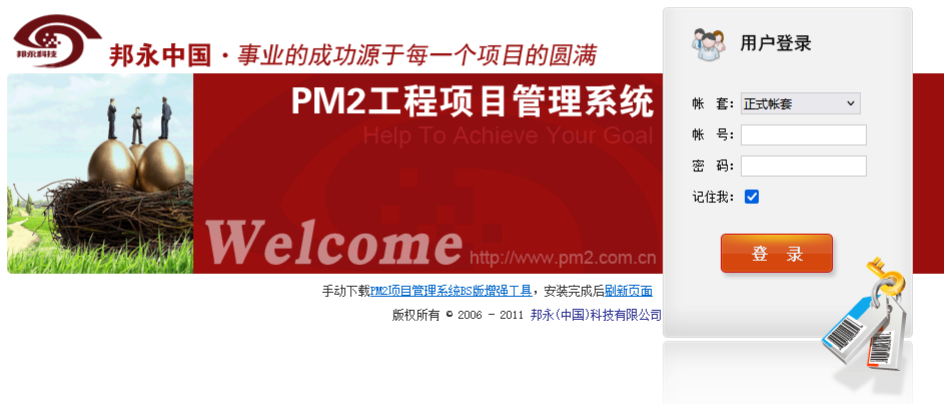 邦永科技
邦永中国·事业的成功源于每一个项目的圆满
PM2工程项目管理系统
Help To Achieve Your Goal
Welcome
http://www.pm2.com.cn
手动下载PM2项目管理系统BS版增强工具，安装完成后刷新页面
版权所有 © 2006 - 2011 邦永(中国)科技有限公司
用户登录
帐 套：正式帐套
帐 号：
密 码：
记住我：
登 录